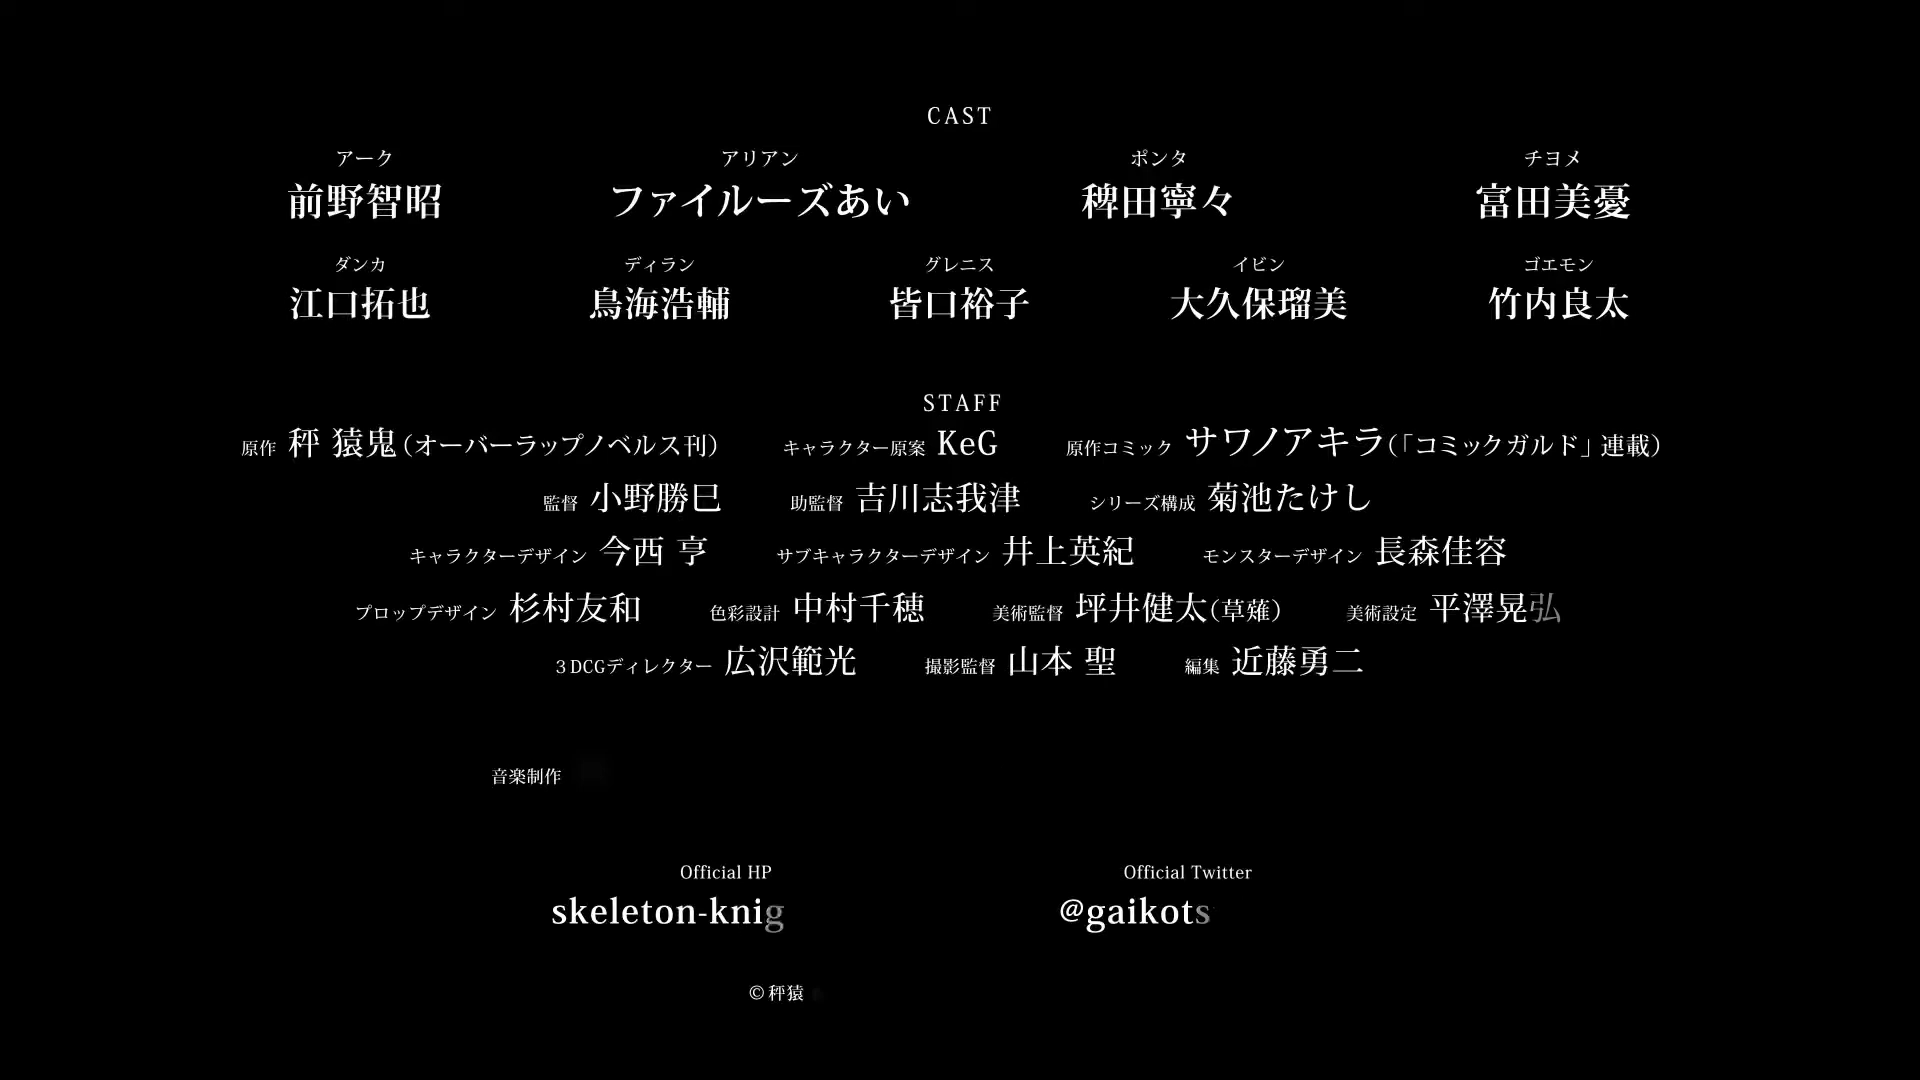 CAST
アーク アリアン ポンタ チヨメ
前野智昭 ファイルーズあい 稗田寧々 富田美憂
ダンカ ディラン グレニス イビン ゴエモン
江口拓也 鳥海浩輔 皆口裕子 大久保瑠美 竹内良太
STAFF
原作 秤 猿鬼（オーバーラップノベルス刊） キャラクター原案 KeG 原作コミック サワノアキラ（「コミックガルド」連載）
監督 小野勝巳 助監督 吉川志我津 シリーズ構成 菊池たけし
キャラクターデザイン 今西 亨 サブキャラクターデザイン 井上英紀 モンスターデザイン 長森佳容
プロップデザイン 杉村友和 色彩設計 中村千穂 美術監督 坪井健太（草薙） 美術設定 平澤晃弘
3DCGディレクター 広沢範光 撮影監督 山本 聖 編集 近藤勇二
音楽制作
Official HP Official Twitter
skeleton-knig @gaikots
©秤猿